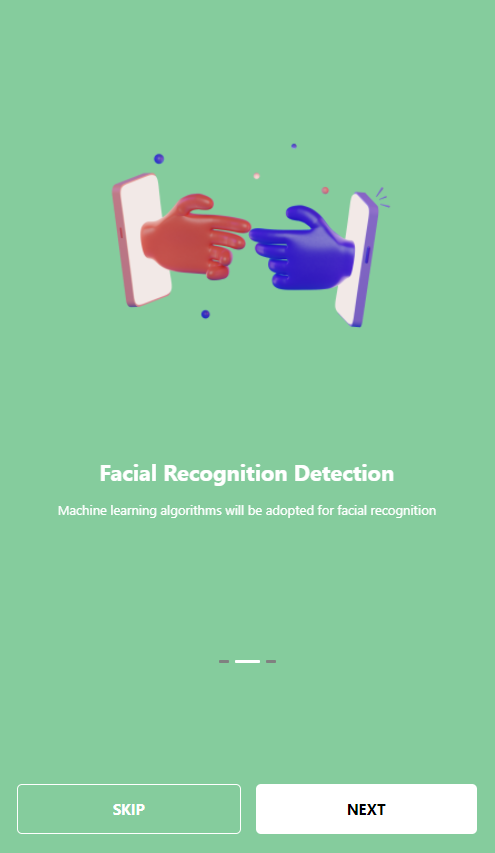 Facial Recognition Detection
Machine learning algorithms will be adopted for facial recognition
SKIP
NEXT